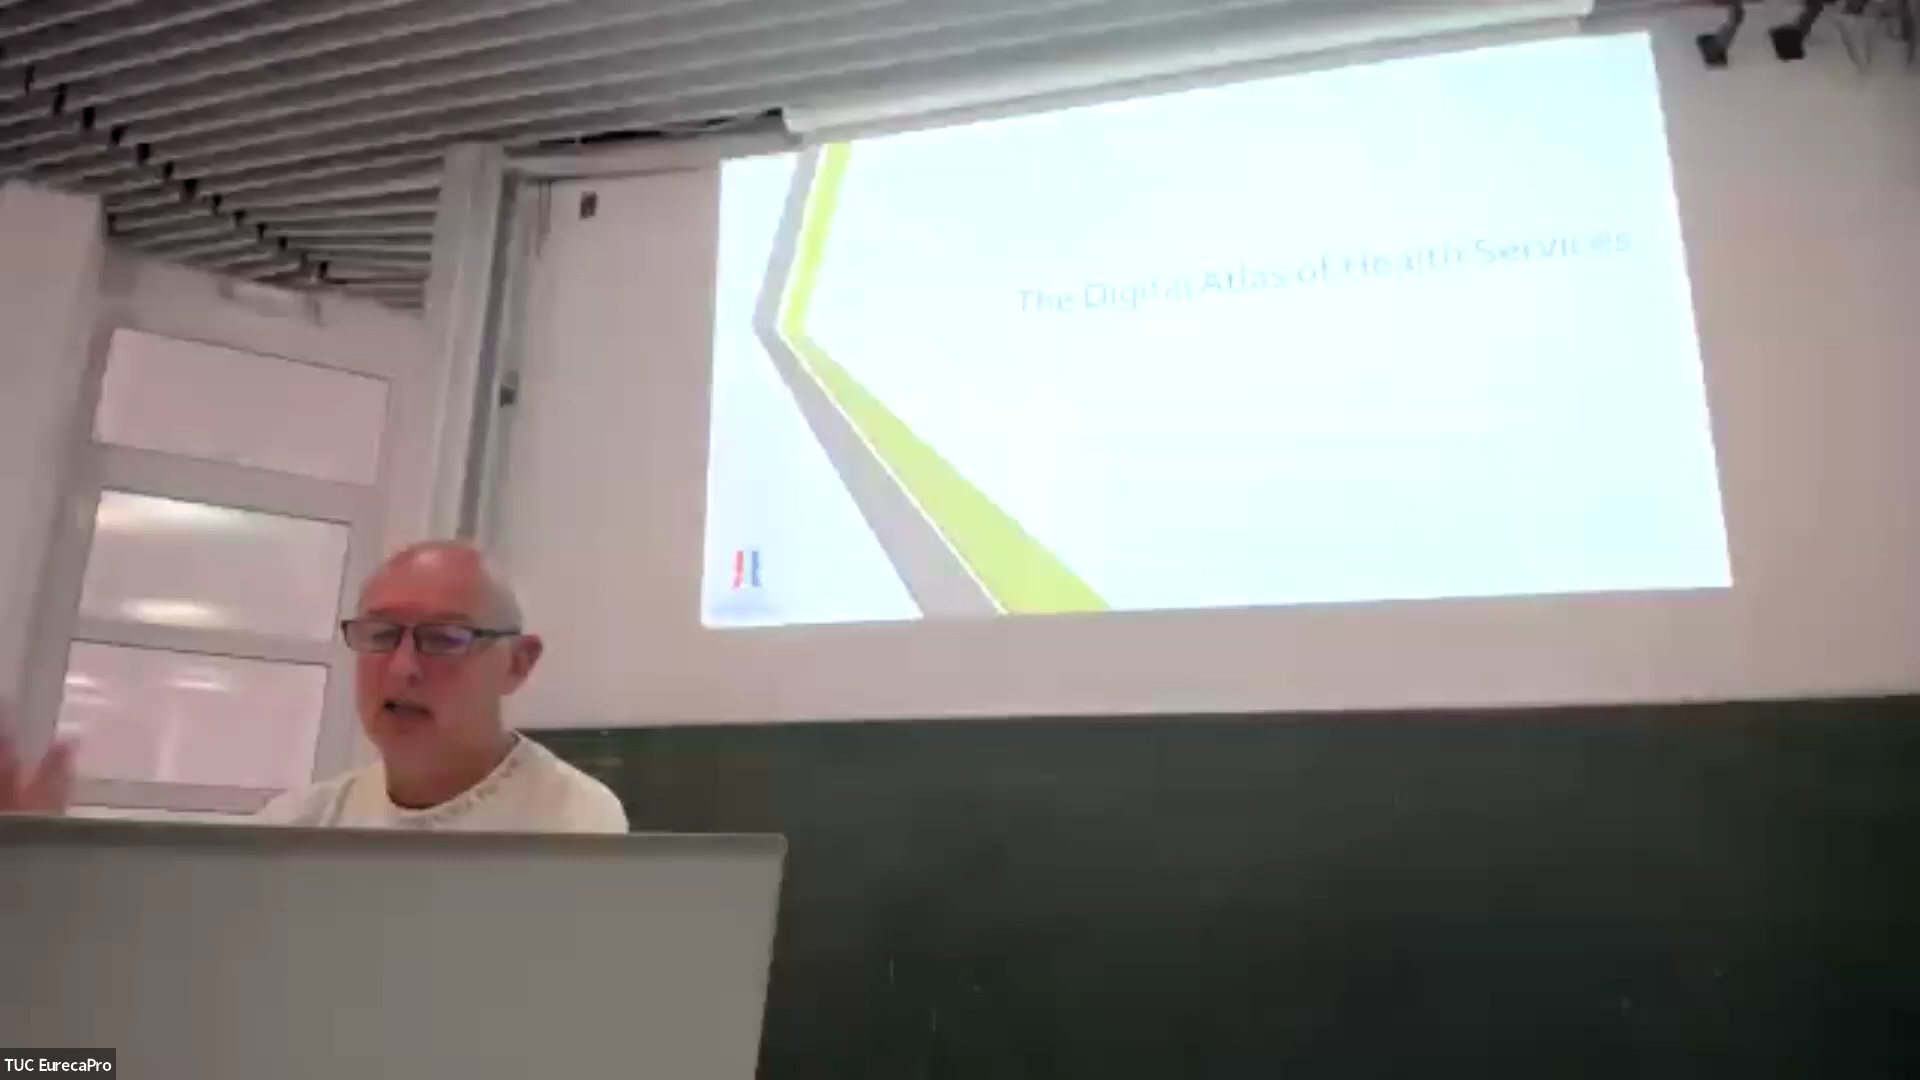 The Digital Atlas of Health Services
TUC EurecaPro